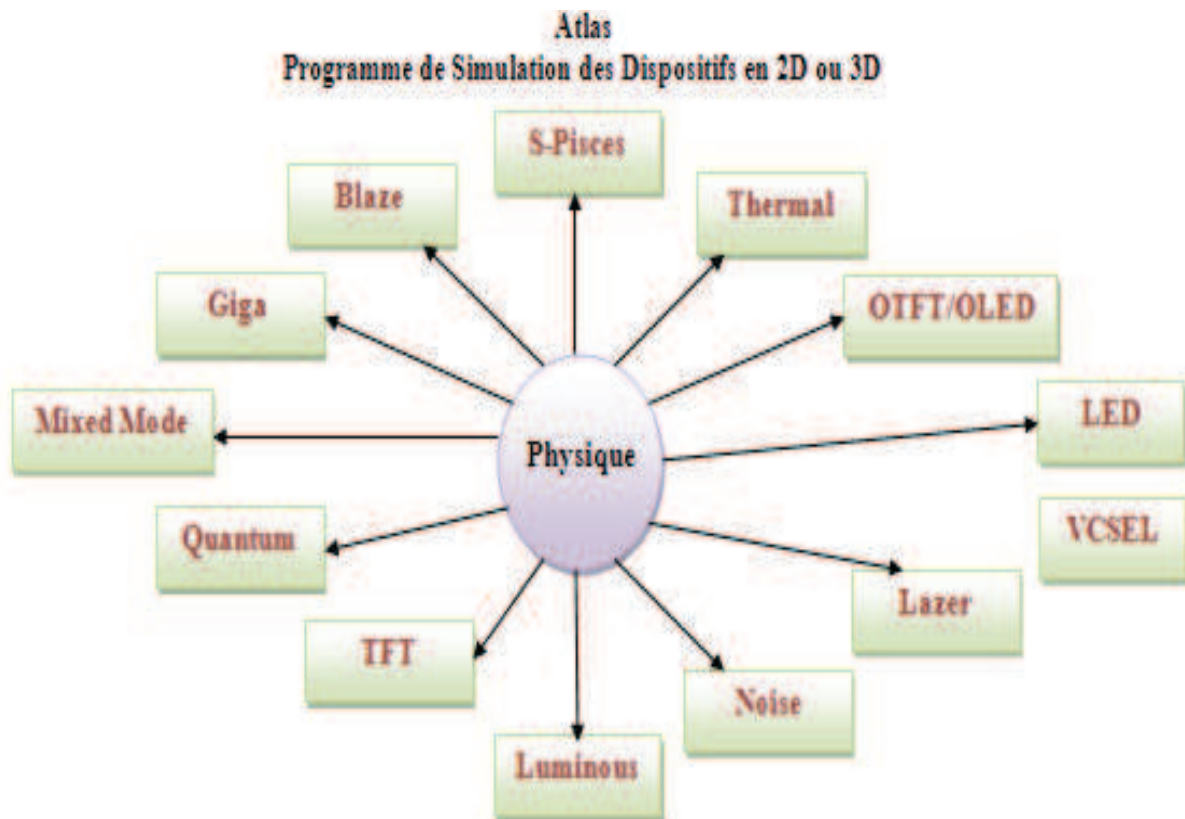 Atlas
Programme de Simulation des Dispositifs en 2D ou 3D
S-Pisces
Blaze
Thermal
Giga
OTFT/OLED
Mixed Mode
LED
Physique
Quantum
VCSEL
Lazer
TFT
Noise
Luminous